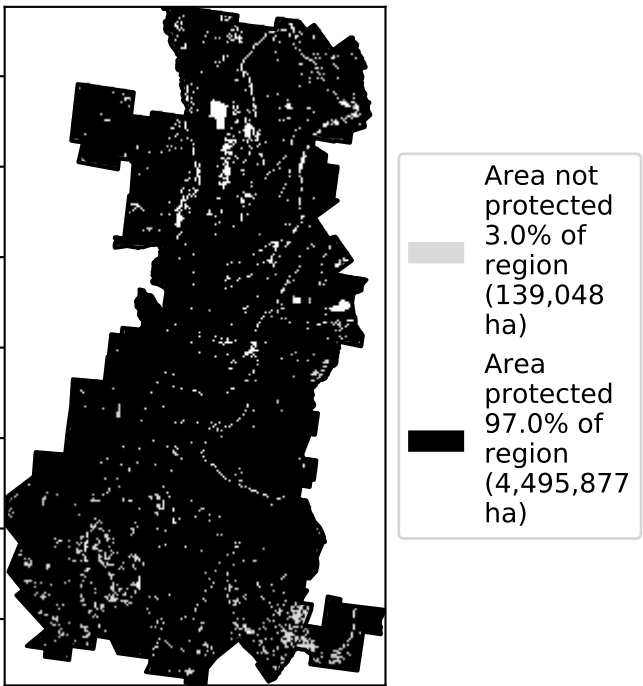 Area not
protected
3.0% of
region
(139,048
ha)
Area
protected
97.0% of
region
(4,495,877
ha)